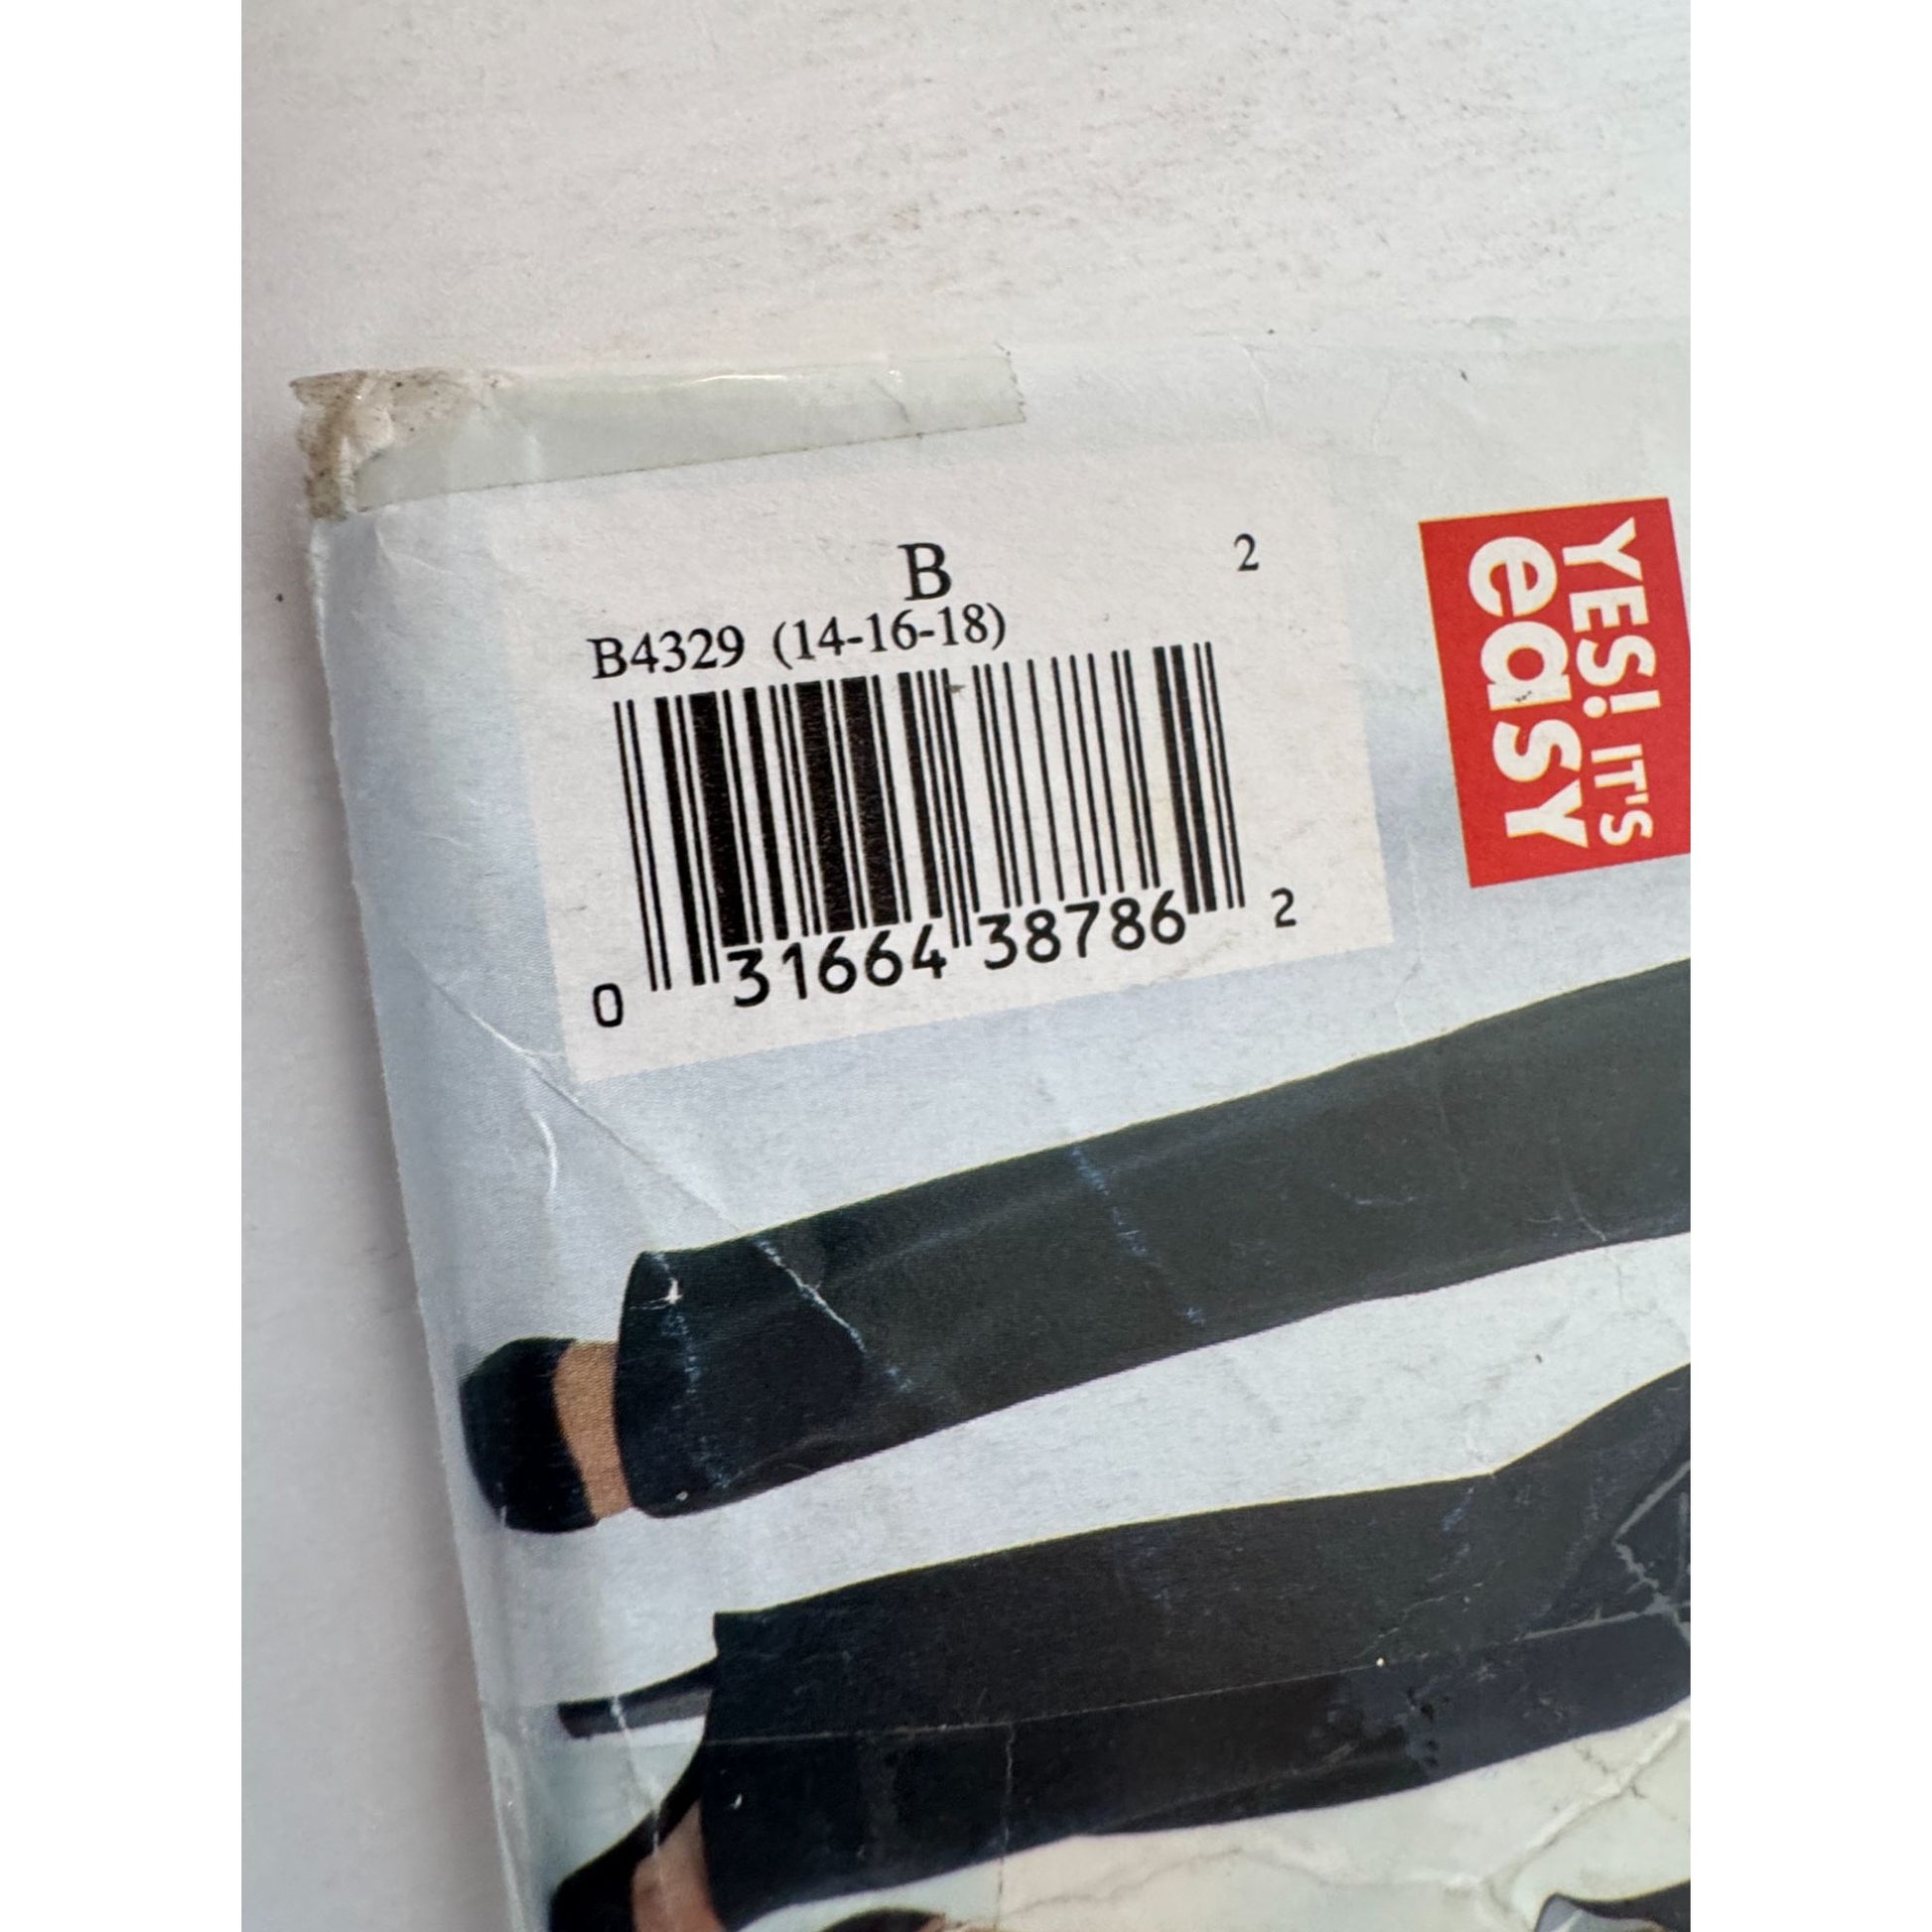 B 2
B4329 (14-16-18)
0 31664 38786 2
YES! IT'S
easy